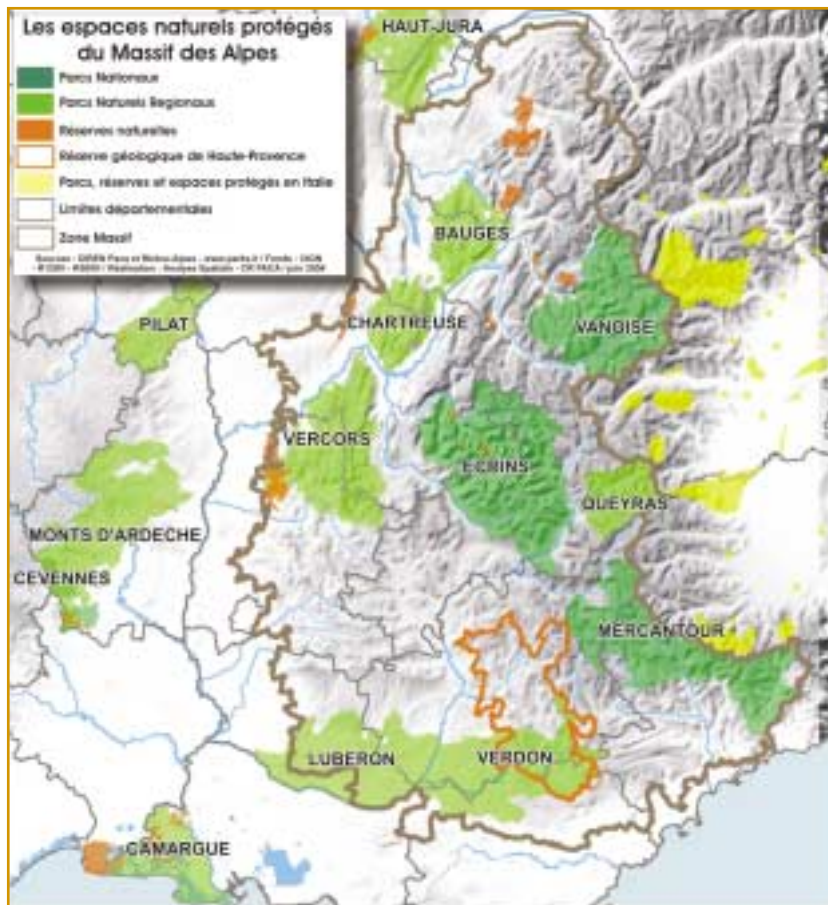 Les espaces naturels protégés
du Massif des Alpes
Parcs Nationaux
Parcs Naturels Regionaux
Réserves naturelles
Réserve géologique de Haute-Provence
Parcs, réserves et espaces protégés en Italie
Limites départementales
Zone Massif
HAUT-JURA
BAUGES
PILAT
CHARTREUSE
VANOISE
VERCORS
ECRINS
QUEYRAS
MONTS D'ARDECHE
CEVENNES
MERCANTOUR
LUBERON
VERDON
CAMARGUE